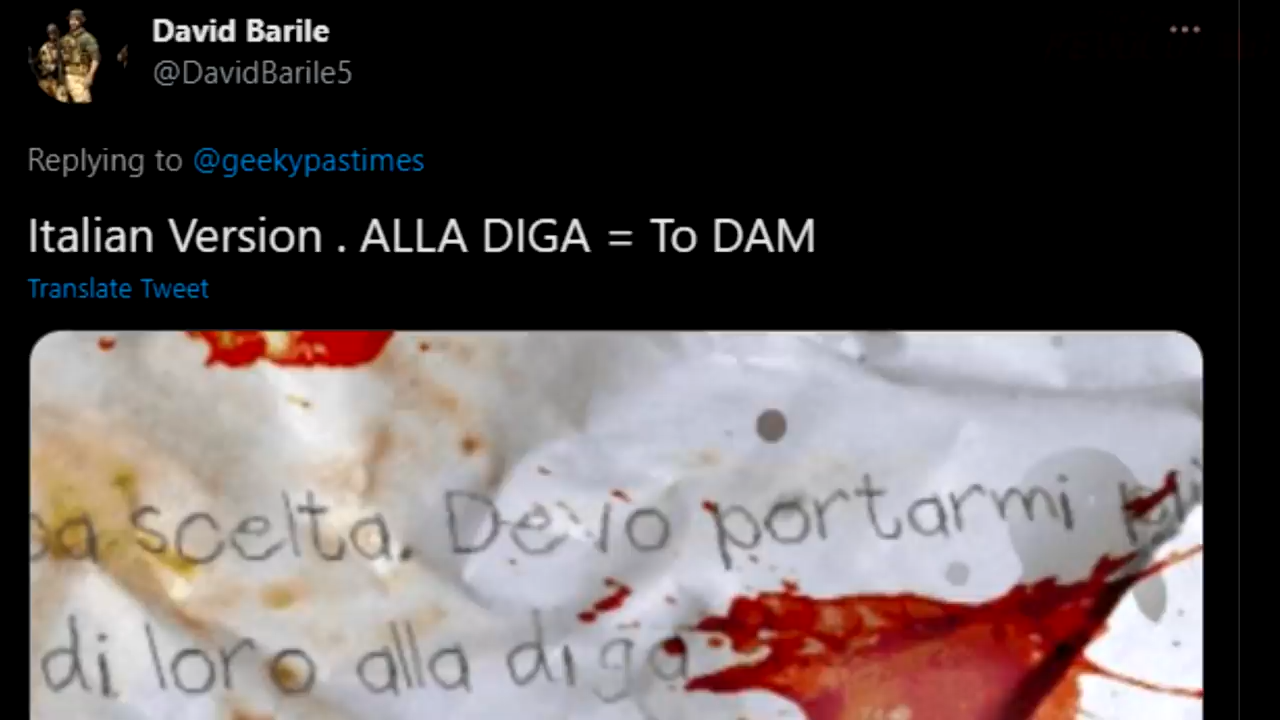 David Barile
@DavidBarile5
Replying to @geekypastimes
Italian Version . ALLA DIGA = To DAM
Translate Tweet
scelta. Devo portarmi
di loro alla diga